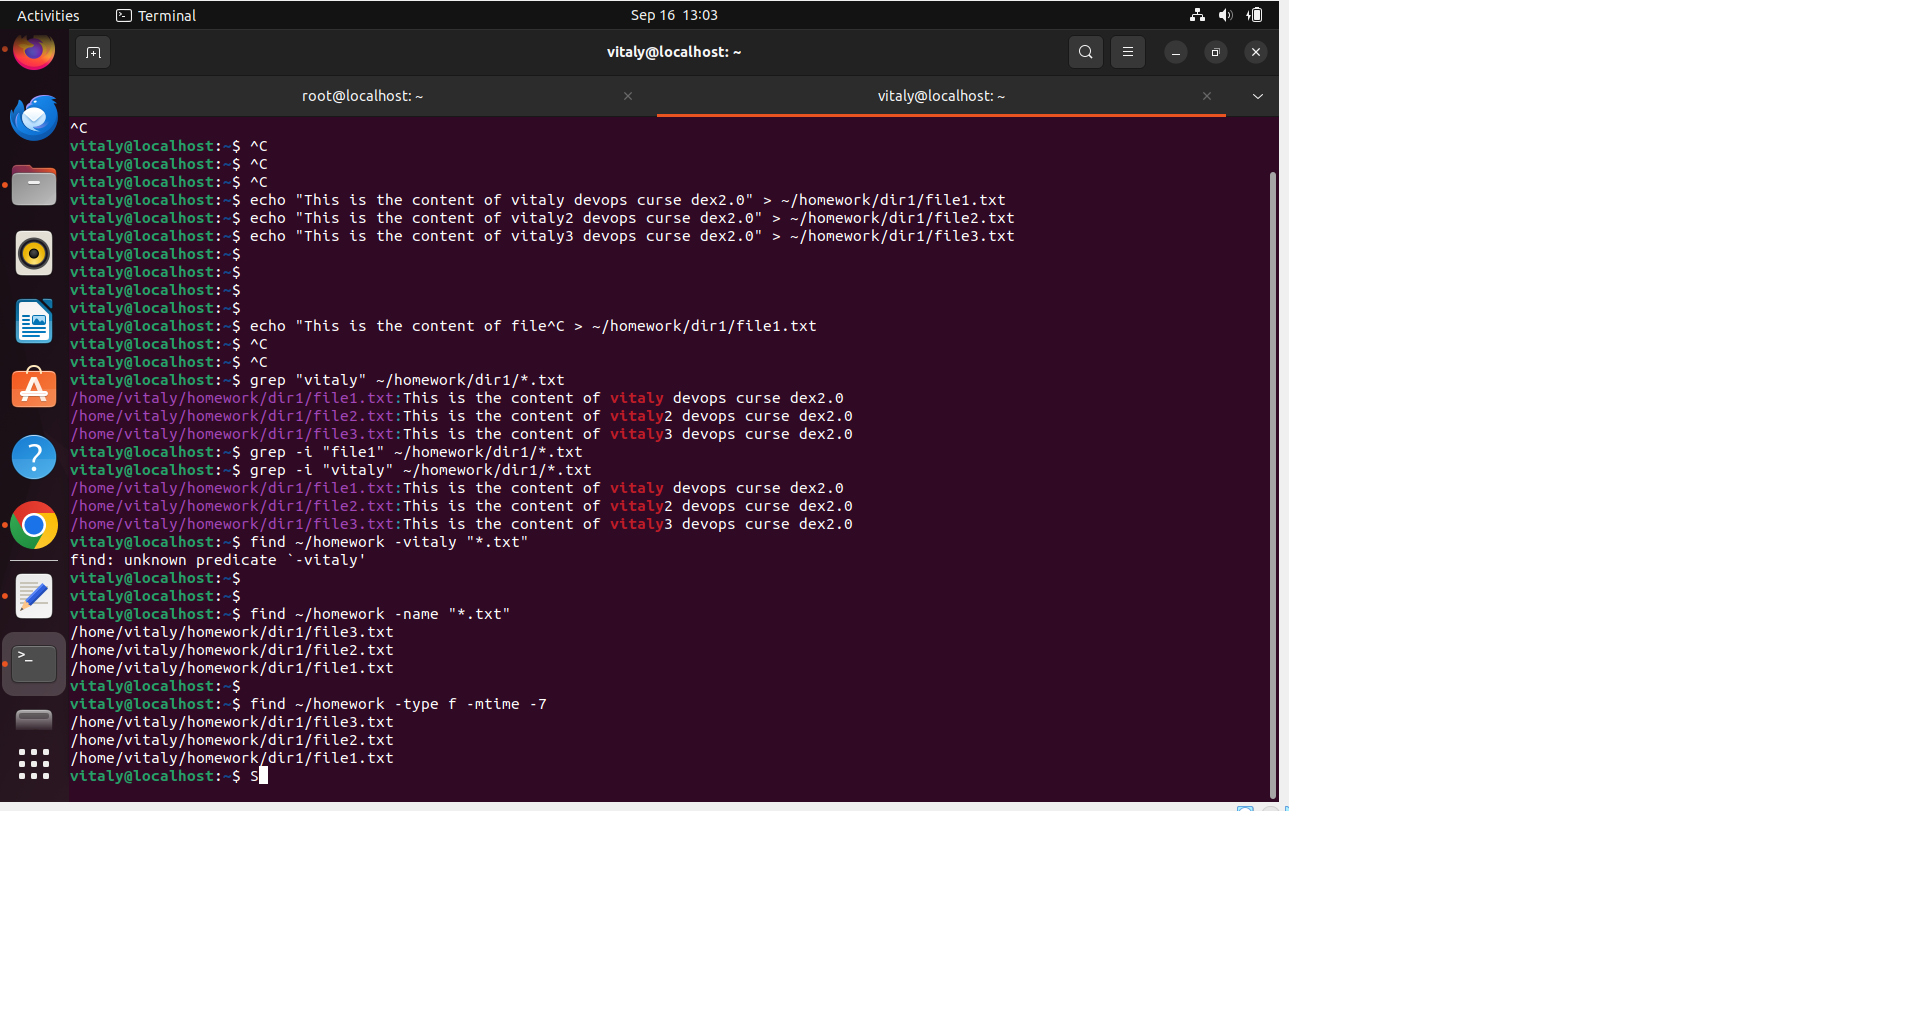 Activities
Terminal
Sep 16 13:03
vitaly@localhost: ~
root@localhost: ~
vitaly@localhost: ~
^C
vitaly@localhost:~$ ^C
vitaly@localhost:~$ ^C
vitaly@localhost:~$ ^C
vitaly@localhost:~$ echo "This is the content of vitaly devops curse dex2.0" > ~/homework/dir1/file1.txt
vitaly@localhost:~$ echo "This is the content of vitaly2 devops curse dex2.0" > ~/homework/dir1/file2.txt
vitaly@localhost:~$ echo "This is the content of vitaly3 devops curse dex2.0" > ~/homework/dir1/file3.txt
vitaly@localhost:~$
vitaly@localhost:~$
vitaly@localhost:~$
vitaly@localhost:~$
vitaly@localhost:~$ echo "This is the content of file^C > ~/homework/dir1/file1.txt
vitaly@localhost:~$ ^C
vitaly@localhost:~$ ^C
vitaly@localhost:~$ grep "vitaly" ~/homework/dir1/*.txt
/home/vitaly/homework/dir1/file1.txt:This is the content of vitaly devops curse dex2.0
/home/vitaly/homework/dir1/file2.txt:This is the content of vitaly2 devops curse dex2.0
/home/vitaly/homework/dir1/file3.txt:This is the content of vitaly3 devops curse dex2.0
vitaly@localhost:~$ grep -i "file1" ~/homework/dir1/*.txt
vitaly@localhost:~$ grep -i "vitaly" ~/homework/dir1/*.txt
/home/vitaly/homework/dir1/file1.txt:This is the content of vitaly devops curse dex2.0
/home/vitaly/homework/dir1/file2.txt:This is the content of vitaly2 devops curse dex2.0
/home/vitaly/homework/dir1/file3.txt:This is the content of vitaly3 devops curse dex2.0
vitaly@localhost:~$ find ~/homework -vitaly "*.txt"
find: unknown predicate `-vitaly'
vitaly@localhost:~$
vitaly@localhost:~$
vitaly@localhost:~$ find ~/homework -name "*.txt"
/home/vitaly/homework/dir1/file3.txt
/home/vitaly/homework/dir1/file2.txt
/home/vitaly/homework/dir1/file1.txt
vitaly@localhost:~$
vitaly@localhost:~$ find ~/homework -type f -mtime -7
/home/vitaly/homework/dir1/file3.txt
/home/vitaly/homework/dir1/file2.txt
/home/vitaly/homework/dir1/file1.txt
vitaly@localhost:~$ S